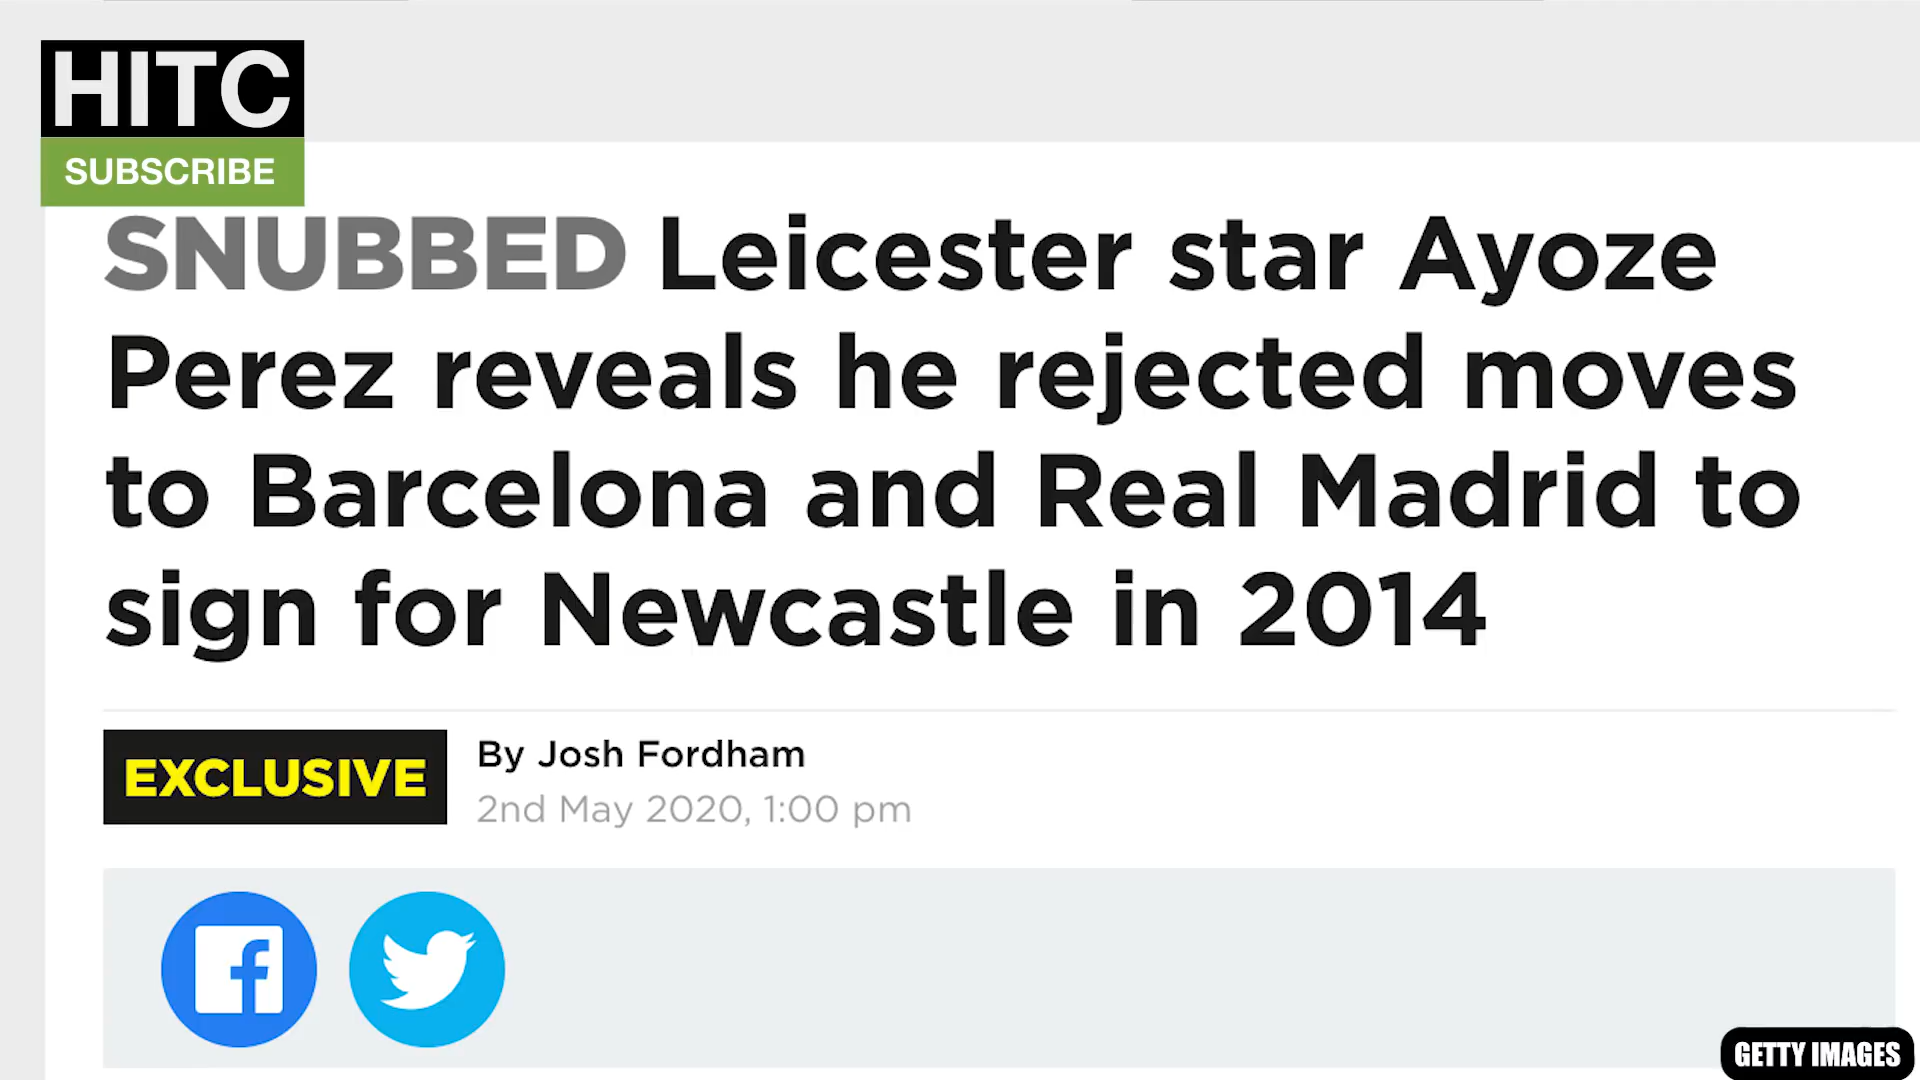 HITC
SUBSCRIBE
SNUBBED Leicester star Ayoze
Perez reveals he rejected moves
to Barcelona and Real Madrid to
sign for Newcastle in 2014
EXCLUSIVE
By Josh Fordham
2nd May 2020, 1:00 pm
GETTY IMAGES